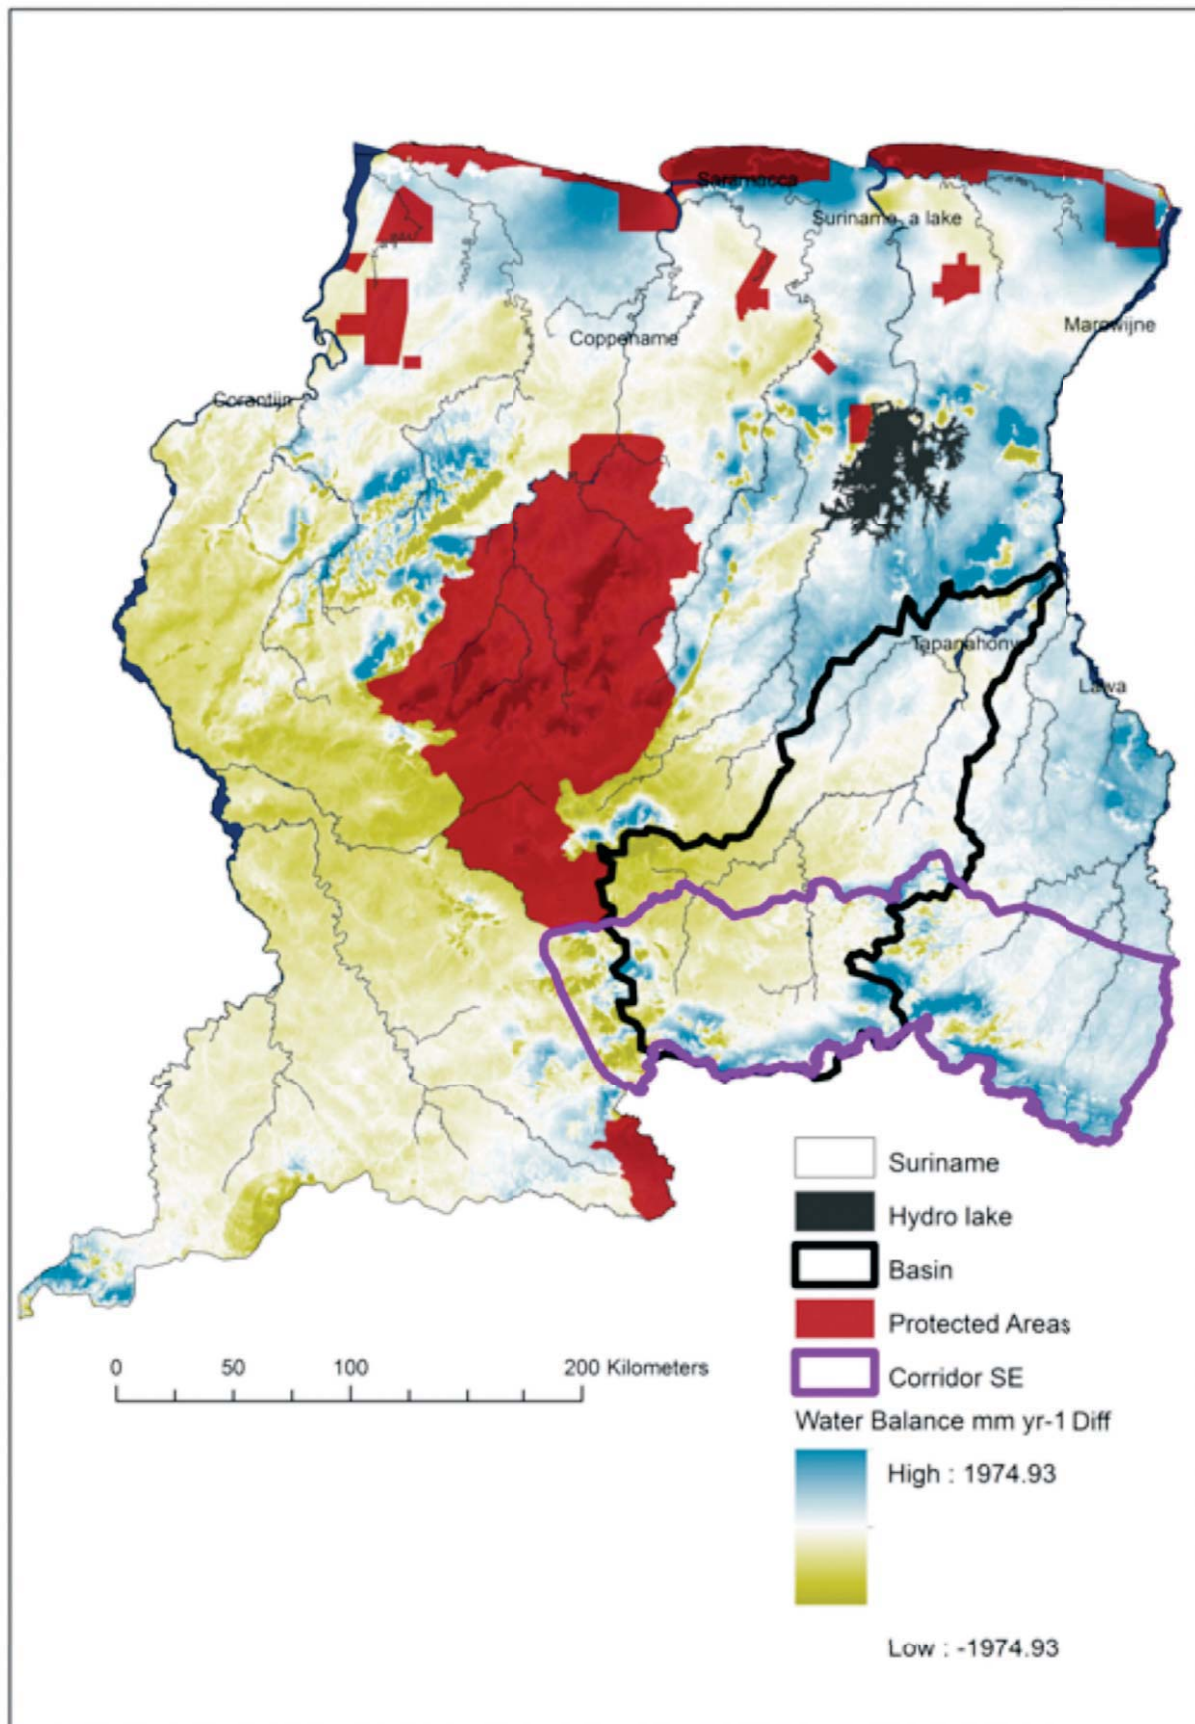 Saramacca
Suriname, a lake
Marowijne
Coppename
Corantijn
Tapanahony
Lawa
Suriname
Hydro lake
Basin
Protected Areas
Corridor SE
0 50 100 200 Kilometers
Water Balance mm yr-1 Diff
High : 1974.93
Low : -1974.93